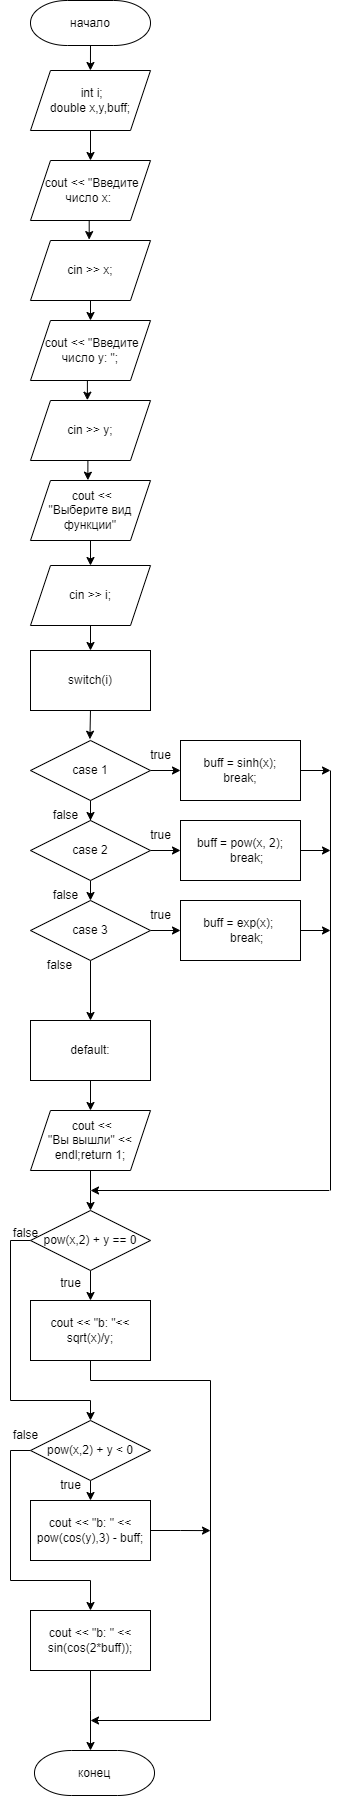 начало
int i;
double x,y,buff;
cout << "Введите
число x:
cin >> x;
cout << "Введите
число y: ";
cin >> y;
cout <<
"Выберите вид
функции"
cin >> i;
switch(i)
case 1
true
buff = sinh(x);
break;
false
case 2
true
buff = pow(x, 2);
break;
false
case 3
true
buff = exp(x);
break;
false
default:
cout <<
"Вы вышли" <<
endl;return 1;
false
pow(x,2) + y == 0
true
cout << "b: "<<
sqrt(x)/y;
false
pow(x,2) + y < 0
true
cout << "b: " <<
pow(cos(y),3) - buff;
cout << "b: " <<
sin(cos(2*buff));
конец